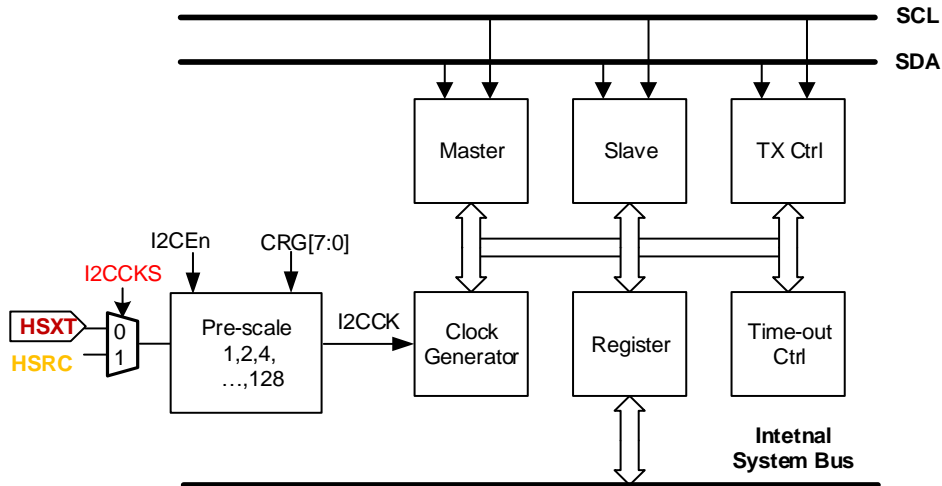 SCL
SDA
Master
Slave
TX Ctrl
I2CEn
CRG[7:0]
I2CCKS
HSXT
0
HSRC
1
Pre-scale
1,2,4,
…,128
I2CCK
Clock
Generator
Register
Time-out
Ctrl
Intetnal
System Bus